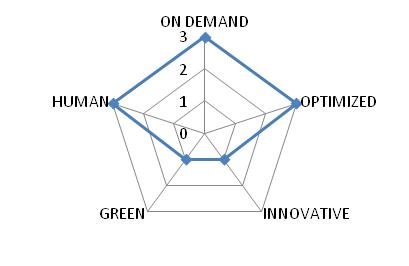 ON DEMAND
3
2
1
0
HUMAN
OPTIMIZED
GREEN
INNOVATIVE